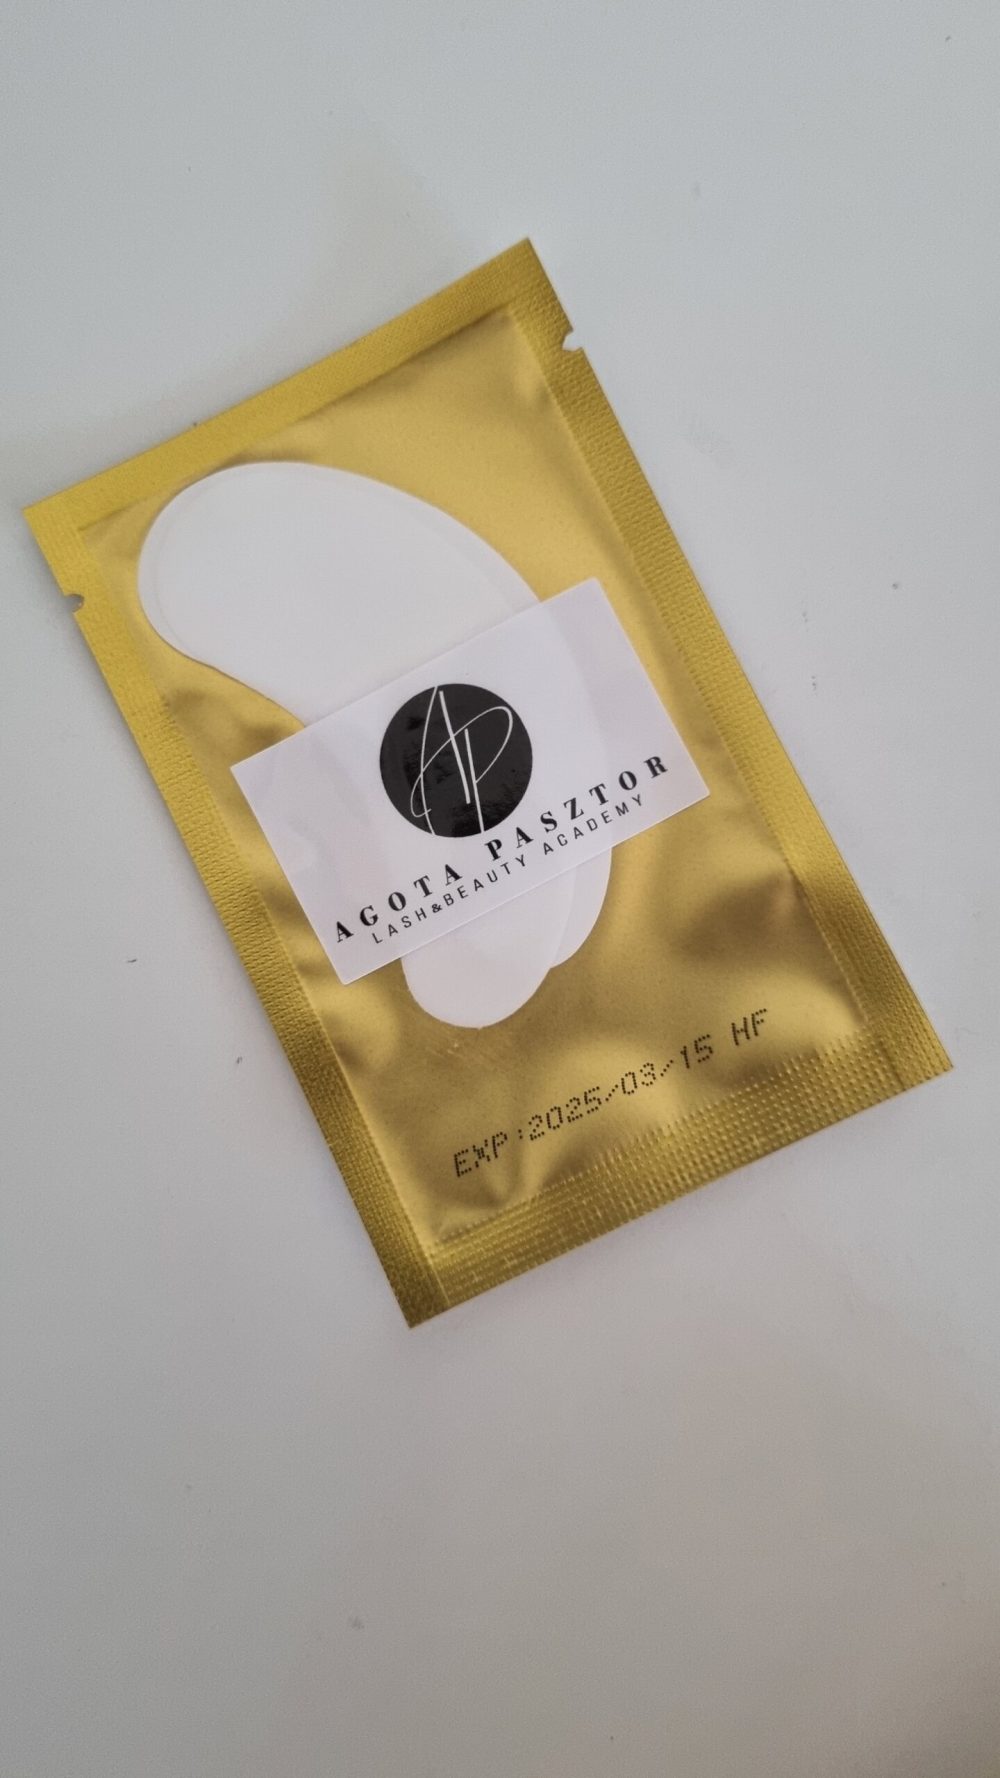 AP
AGOTA PASZTOR
LASH&BEAUTY ACADEMY
EXP:2025/03/15 HF